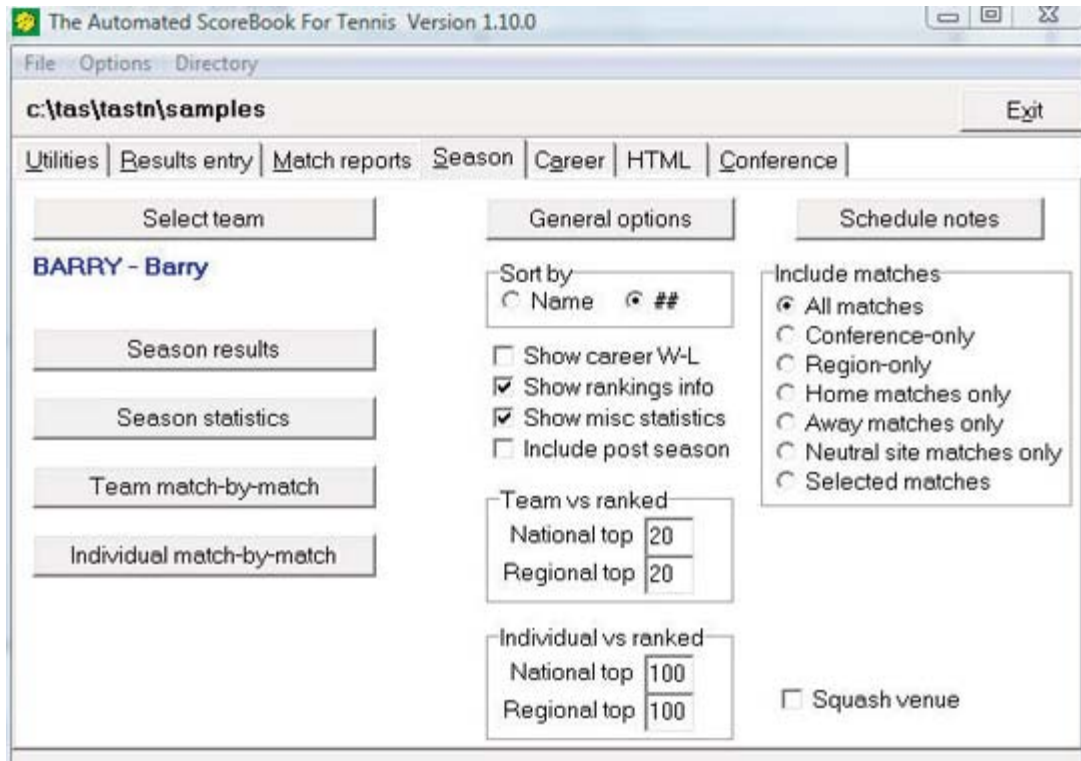 The Automated ScoreBook For Tennis Version 1.10.0
File Options Directory
c:\tas\tastn\samples
Exit
Utilities Results entry Match reports Season Career HTML Conference
Select team
BARRY - Barry
Season results
Season statistics
Team match-by-match
Individual match-by-match
General options
Sort by
Name ##
Show career W-L
Show rankings info
Show misc statistics
Include post season
Team vs ranked
National top 20
Regional top 20
Individual vs ranked
National top 100
Regional top 100
Schedule notes
Include matches
All matches
Conference-only
Region-only
Home matches only
Away matches only
Neutral site matches only
Selected matches
Squash venue